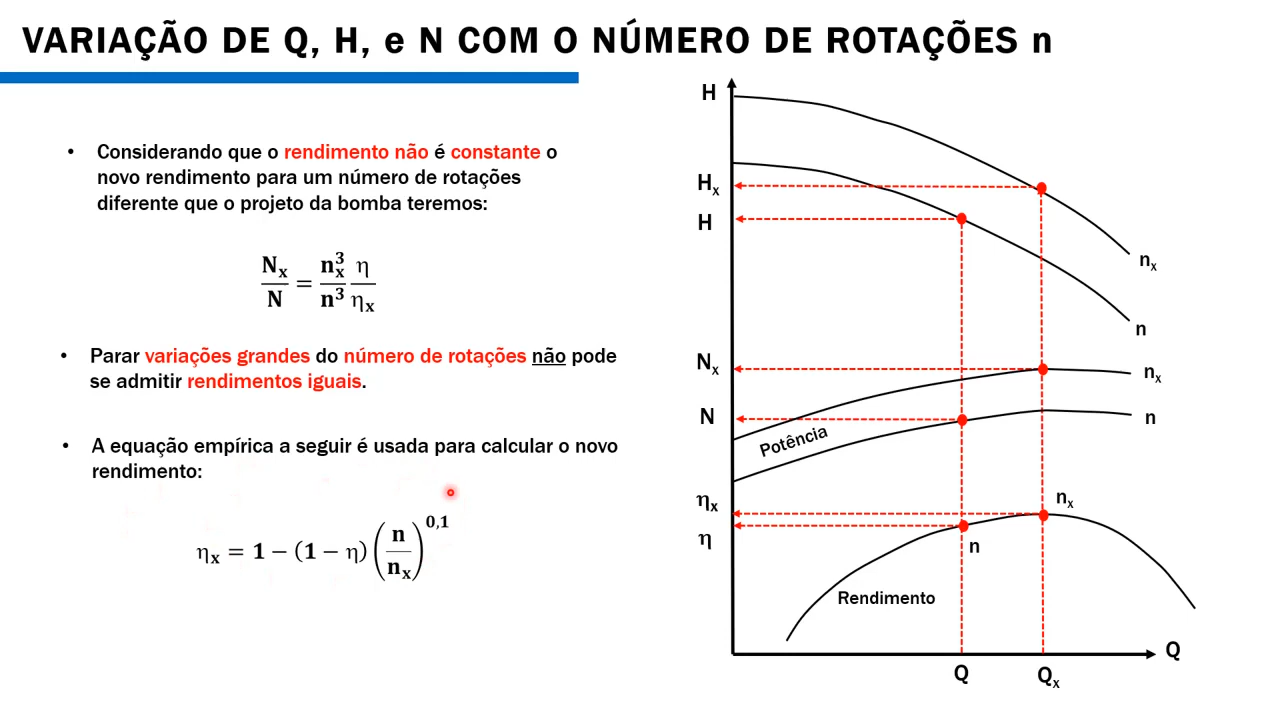 VARIAÇÃO DE Q, H, e N COM O NÚMERO DE ROTAÇÕES n
• Considerando que o rendimento não é constante o
novo rendimento para um número de rotações
diferente que o projeto da bomba teremos:
Nₓ/N = nₓ³/n³ η/ηₓ
• Parar variações grandes do número de rotações não pode
se admitir rendimentos iguais.
• A equação empírica a seguir é usada para calcular o novo
rendimento:
ηₓ = 1 − (1 − η) (n/nₓ)^0,1
H
Hₓ
H
nₓ
n
Nₓ
nₓ
N
n
Potência
ηₓ
nₓ
η
n
Rendimento
Q
Q
Qₓ